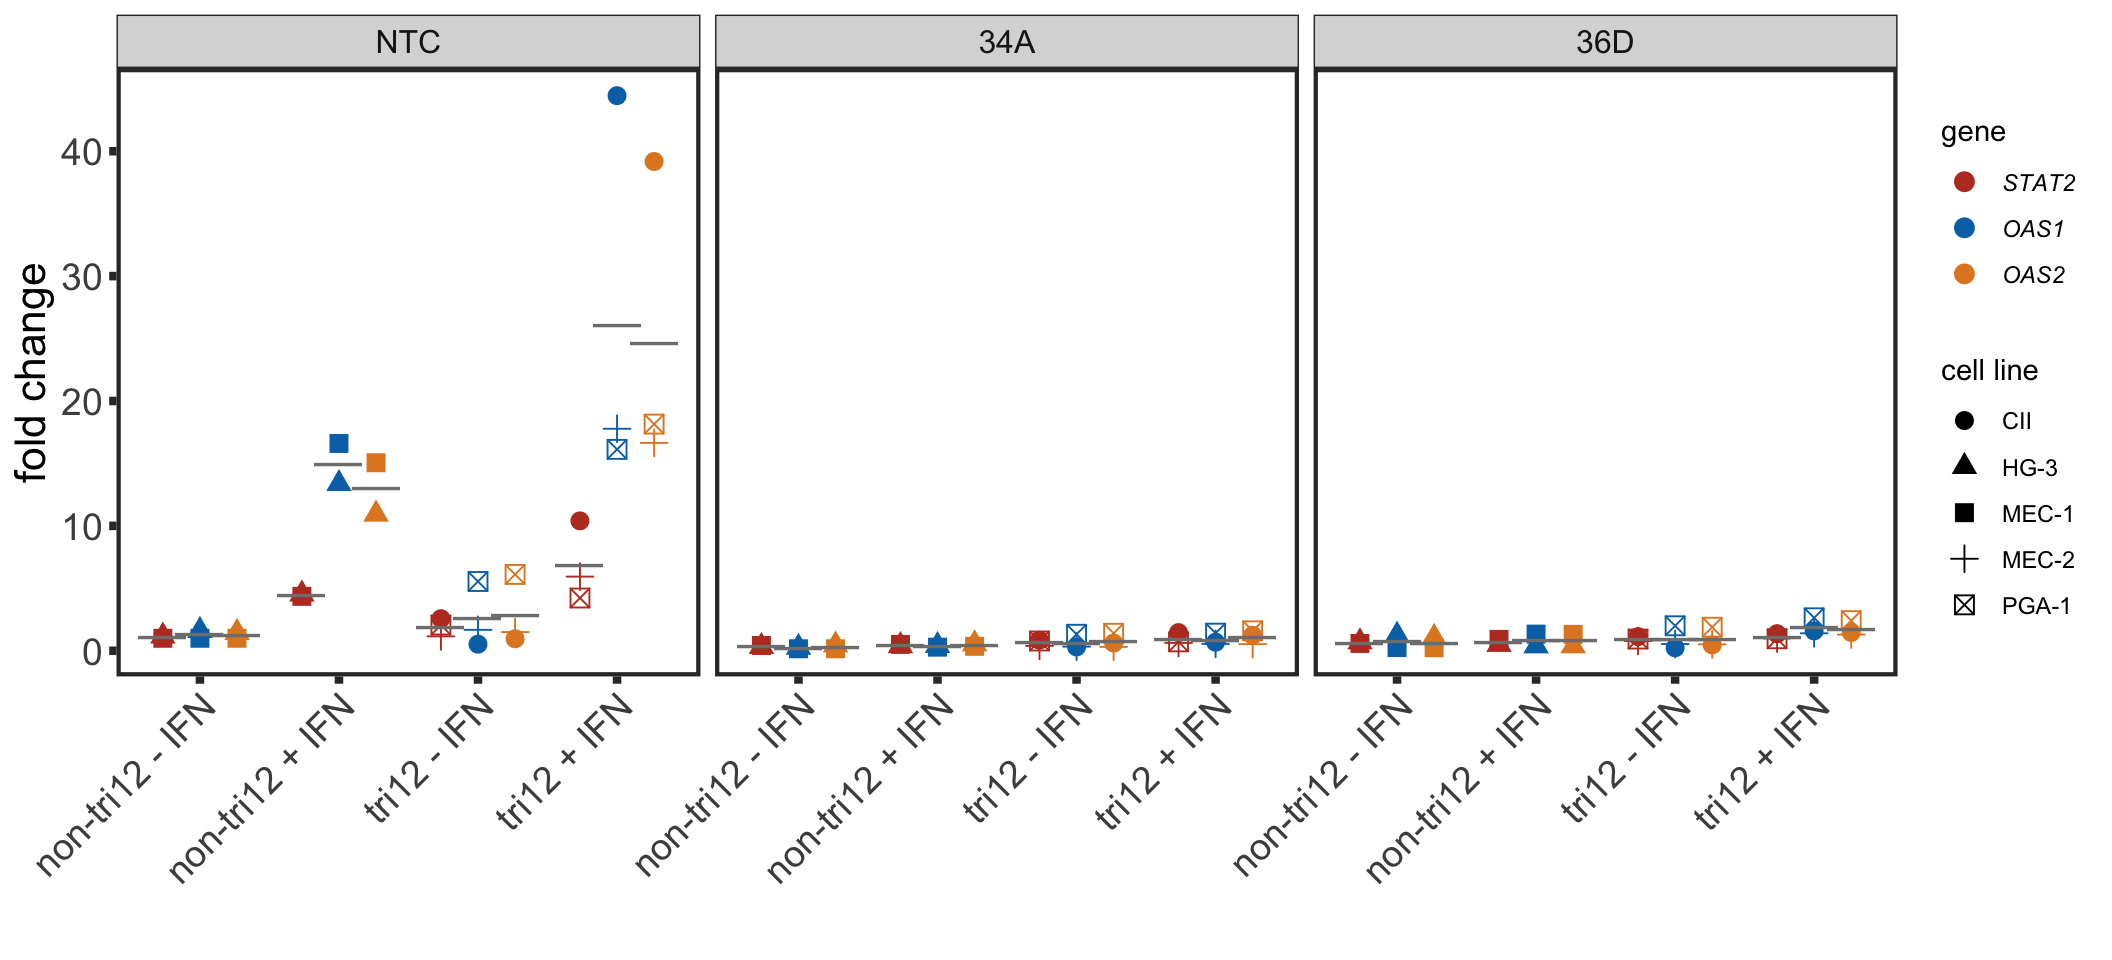 NTC
34A
36D
fold change
40
30
20
10
0
non-tri12 - IFN
non-tri12 + IFN
tri12 - IFN
tri12 + IFN
non-tri12 - IFN
non-tri12 + IFN
tri12 - IFN
tri12 + IFN
non-tri12 - IFN
non-tri12 + IFN
tri12 - IFN
tri12 + IFN
gene
STAT2
OAS1
OAS2
cell line
CII
HG-3
MEC-1
MEC-2
PGA-1